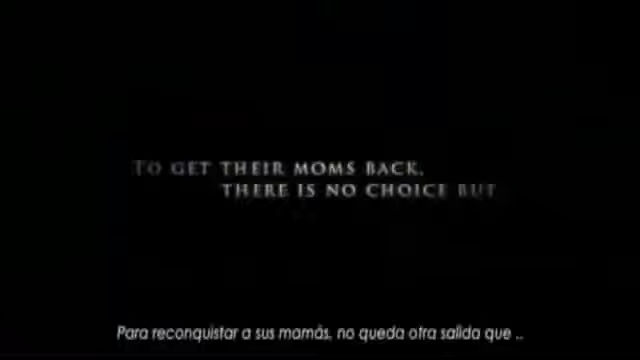 TO GET THEIR MOMS BACK,
THERE IS NO CHOICE BUT
Para reconquistar a sus mamás, no queda otra salida que ..